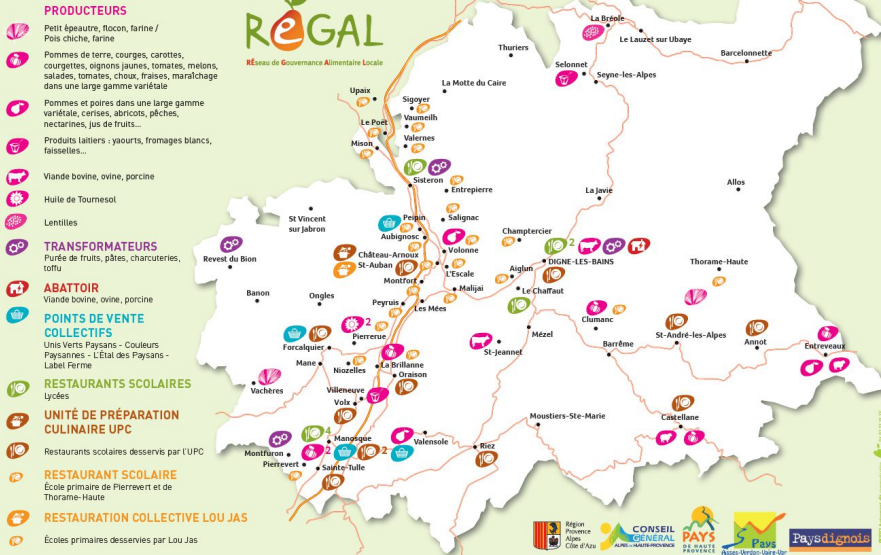 PRODUCTEURS
Petit épeautre, flocon, farine /
Pois chiche, farine
Pommes de terre, courges, carottes,
courgettes, oignons jaunes, tomates, melons,
salades, tomates, choux, fraises, maraîchage
dans une large gamme variétale
Pommes et poires dans une large gamme
variétale, cerises, abricots, pêches,
nectarines, jus de fruits...
Produits laitiers : yaourts, fromages blancs,
faisselles...
Viande bovine, ovine, porcine
Huile de Tournesol
Lentilles
TRANSFORMATEURS
Purée de fruits, pâtes, charcuteries,
toffu
ABATTOIR
Viande bovine, ovine, porcine
POINTS DE VENTE
COLLECTIFS
Unis Verts Paysans - Couleurs
Paysannes - L'Étal des Paysans -
Label Ferme
RESTAURANTS SCOLAIRES
Lycées
UNITÉ DE PRÉPARATION
CULINAIRE UPC
Restaurants scolaires desservis par l'UPC
RESTAURANT SCOLAIRE
École primaire de Pierrevert et de
Thorame-Haute
RESTAURATION COLLECTIVE LOU JAS
Écoles primaires desservies par Lou Jas
RéGAL
RÉseau de Gouvernance Alimentaire Locale
La Bréole
Le Lauzet sur Ubaye
Thuriers
Barcelonnette
Selonnet
Seyne-les-Alpes
La Motte du Caire
Upaix
Sigoyer
Le Poët
Vaumeilh
Valernes
Mison
Sisteron
Entrepierre
La Javie
Allos
St Vincent
sur Jabron
Peipin
Salignac
Aubignosc
Champtercier
2
Revest du Bion
Château-Arnoux
St-Auban
Volonne
L'Escale
DIGNE-LES-BAINS
Thorame-Haute
Aiglun
Montfort
Malijai
Le Chaffaut
Banon
Ongles
Peyruis
Les Mées
Clumanc
2
Pierrerue
Mézel
St-André-les-Alpes
Forcalquier
St-Jeannet
Barrême
Annot
Entreveaux
Mane
Niozelles
La Brillanne
Oraison
Vachères
Villeneuve
Volx
Moustiers-Ste-Marie
Castellane
4
Manosque
Valensole
Montfuron
2
2
Riez
Pierrevert
Sainte-Tulle
Région
Provence
Alpes
Côte d'Azu
CONSEIL
GÉNÉRAL
ALPES DE HAUTE-PROVENCE
PAYS
DE HAUTE
PROVENCE
Pays
Asses-Verdon-Vaïre-Var
Paysdignois